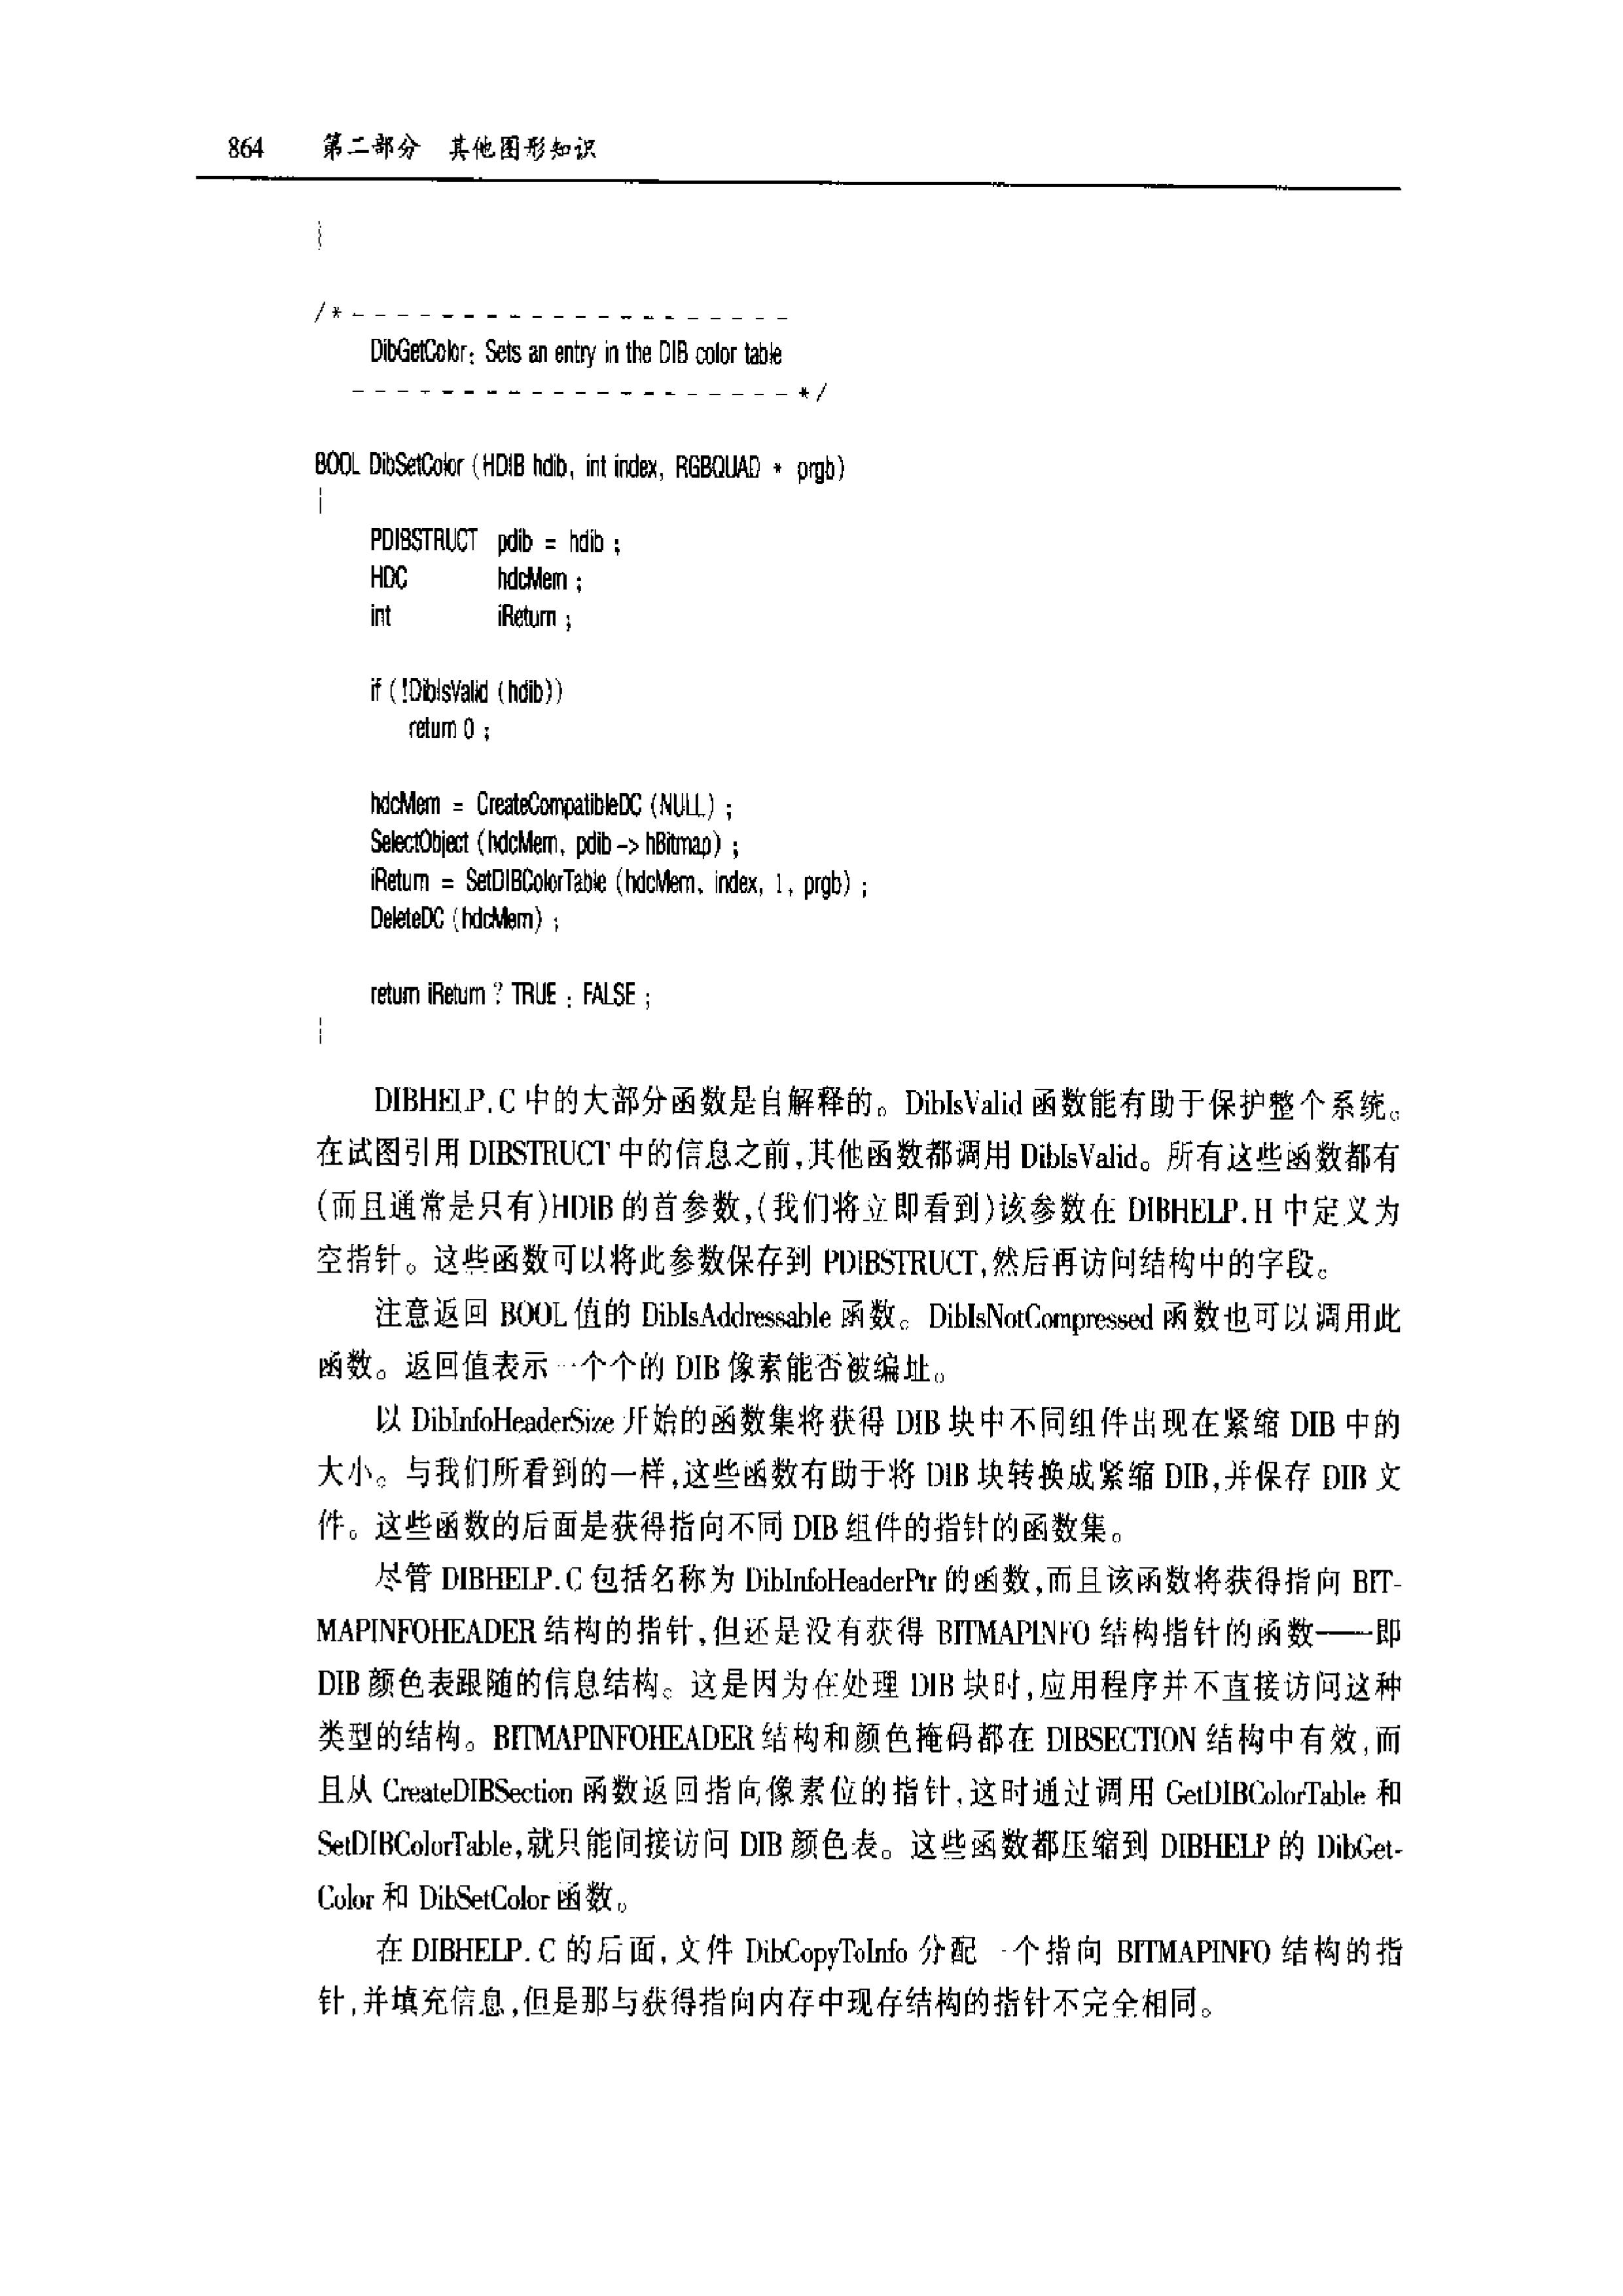 864 第二部分 其他图形知识
}
/* - - - - - - - - - - - - - - - - - - - -
DibGetColor: Sets an entry in the DIB color table
- - - - - - - - - - - - - - - - - - - - */
BOOL DibSetColor (HDIB hdib, int index, RGBQUAD * prgb)
{
PDIBSTRUCT pdib = hdib ;
HDC hdcMem ;
int iReturn ;
if (!DibIsValid (hdib))
return 0 ;
hdcMem = CreateCompatibleDC (NULL) ;
SelectObject (hdcMem, pdib -> hBitmap) ;
iReturn = SetDIBColorTable (hdcMem, index, 1, prgb) ;
DeleteDC (hdcMem) ;
return iReturn ? TRUE : FALSE ;
}
DIBHELP.C 中的大部分函数是自解释的。DibIsValid 函数能有助于保护整个系统。
在试图引用 DIBSTRUCT 中的信息之前,其他函数都调用 DibIsValid。所有这些函数都有
(而且通常是只有)HDIB 的首参数,(我们将立即看到)该参数在 DIBHELP.H 中定义为
空指针。这些函数可以将此参数保存到 PDIBSTRUCT,然后再访问结构中的字段。
注意返回 BOOL 值的 DibIsAddressable 函数。DibIsNotCompressed 函数也可以调用此
函数。返回值表示一个个的 DIB 像素能否被编址。
以 DibInfoHeaderSize 开始的函数集将获得 DIB 块中不同组件出现在紧缩 DIB 中的
大小。与我们所看到的一样,这些函数有助于将 DIB 块转换成紧缩 DIB,并保存 DIB 文
件。这些函数的后面是获得指向不同 DIB 组件的指针的函数集。
尽管 DIBHELP.C 包括名称为 DibInfoHeaderPtr 的函数,而且该函数将获得指向 BIT-
MAPINFOHEADER 结构的指针,但还是没有获得 BITMAPINFO 结构指针的函数——即
DIB 颜色表跟随的信息结构。这是因为在处理 DIB 块时,应用程序并不直接访问这种
类型的结构。BITMAPINFOHEADER 结构和颜色掩码都在 DIBSECTION 结构中有效,而
且从 CreateDIBSection 函数返回指向像素位的指针,这时通过调用 GetDIBColorTable 和
SetDIBColorTable,就只能间接访问 DIB 颜色表。这些函数都压缩到 DIBHELP 的 DibGet-
Color 和 DibSetColor 函数。
在 DIBHELP.C 的后面,文件 DibCopyToInfo 分配一个指向 BITMAPINFO 结构的指
针,并填充信息,但是那与获得指向内存中现存结构的指针不完全相同。